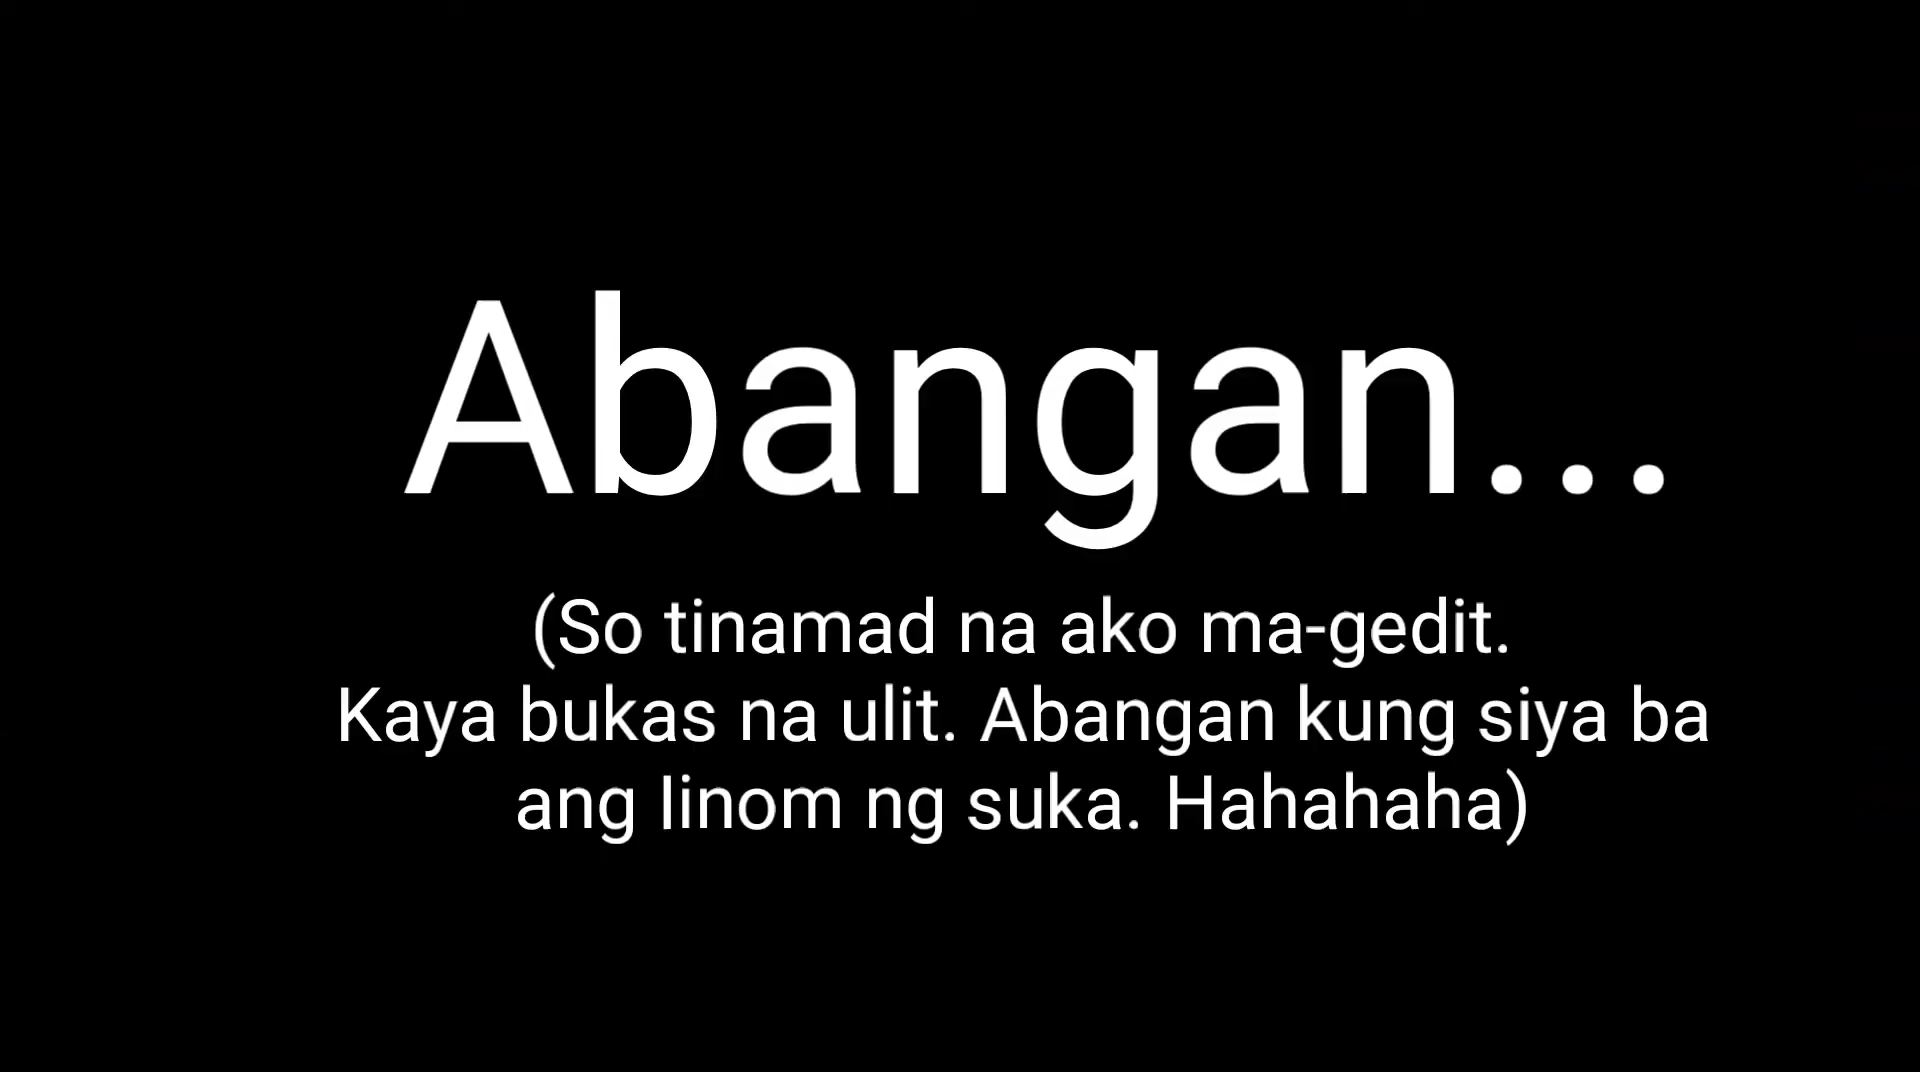 Abangan...
(So tinamad na ako ma-gedit.
Kaya bukas na ulit. Abangan kung siya ba
ang Iinom ng suka. Hahahaha)